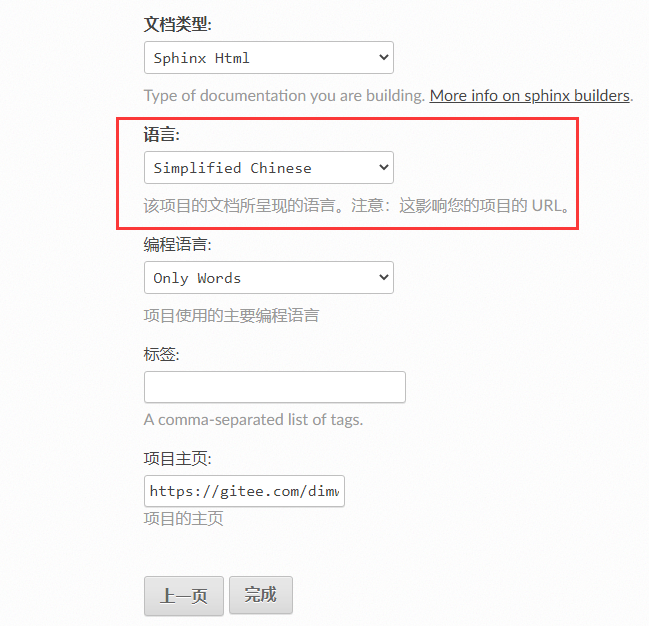 文档类型:
Sphinx Html
Type of documentation you are building. More info on sphinx builders.
语言:
Simplified Chinese
该项目的文档所呈现的语言。注意：这影响您的项目的 URL。
编程语言:
Only Words
项目使用的主要编程语言
标签:
A comma-separated list of tags.
项目主页:
https://gitee.com/dimw
项目的主页
上一页 完成